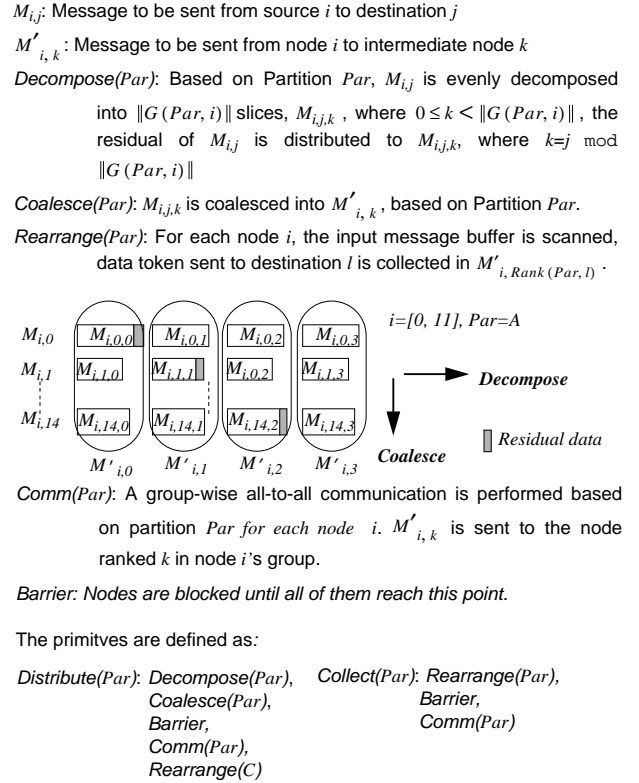 M_{i,j}: Message to be sent from source i to destination j
M′_{i, k} : Message to be sent from node i to intermediate node k
Decompose(Par): Based on Partition Par, M_{i,j} is evenly decomposed
into ‖G (Par, i)‖ slices, M_{i,j,k} , where 0 ≤ k < ‖G (Par, i)‖ , the
residual of M_{i,j} is distributed to M_{i,j,k}, where k=j mod
‖G (Par, i)‖
Coalesce(Par): M_{i,j,k} is coalesced into M′_{i, k} , based on Partition Par.
Rearrange(Par): For each node i, the input message buffer is scanned,
data token sent to destination l is collected in M′_{i, Rank (Par, l)} .
i=[0, 11], Par=A
M_{i,0} M_{i,0,0} M_{i,0,1} M_{i,0,2} M_{i,0,3}
M_{i,1} M_{i,1,0} M_{i,1,1} M_{i,0,2} M_{i,1,3}
Decompose
M_{i,14} M_{i,14,0} M_{i,14,1} M_{i,14,2} M_{i,14,3}
Residual data
M′_{i,0} M′_{i,1} M′_{i,2} M′_{i,3} Coalesce
Comm(Par): A group-wise all-to-all communication is performed based
on partition Par for each node i. M′_{i, k} is sent to the node
ranked k in node i's group.
Barrier: Nodes are blocked until all of them reach this point.
The primitves are defined as:
Distribute(Par): Decompose(Par), Collect(Par): Rearrange(Par),
Coalesce(Par), Barrier,
Barrier, Comm(Par)
Comm(Par),
Rearrange(C)